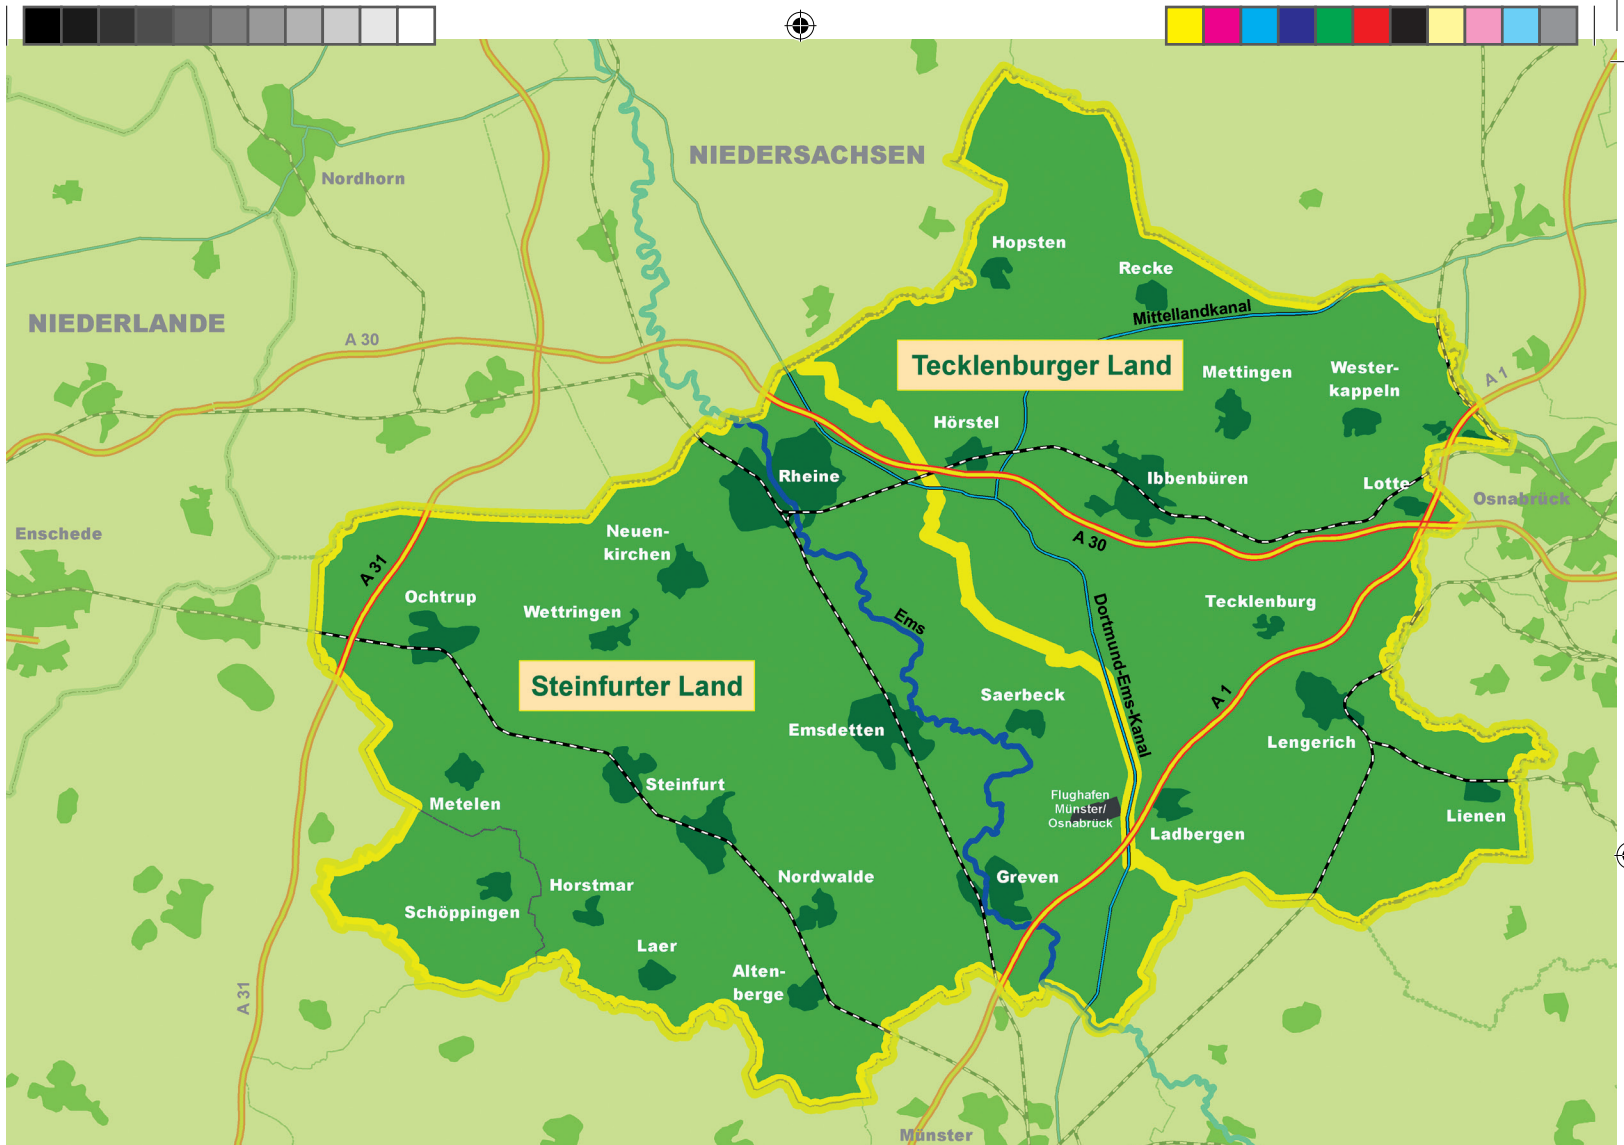 NIEDERSACHSEN
Nordhorn
Hopsten
Recke
Mittellandkanal
NIEDERLANDE
A 30
Tecklenburger Land
Mettingen
Wester-
kappeln
A 1
Hörstel
Rheine
Ibbenbüren
Lotte
Osnabrück
Enschede
Neuen-
kirchen
A 30
A 31
Ochtrup
Wettringen
Ems
Dortmund-Ems-Kanal
Tecklenburg
Steinfurter Land
Saerbeck
A 1
Emsdetten
Lengerich
Steinfurt
Metelen
Flughafen
Münster/
Osnabrück
Ladbergen
Lienen
Nordwalde
Greven
Horstmar
Schöppingen
Laer
Alten-
berge
A 31
Münster